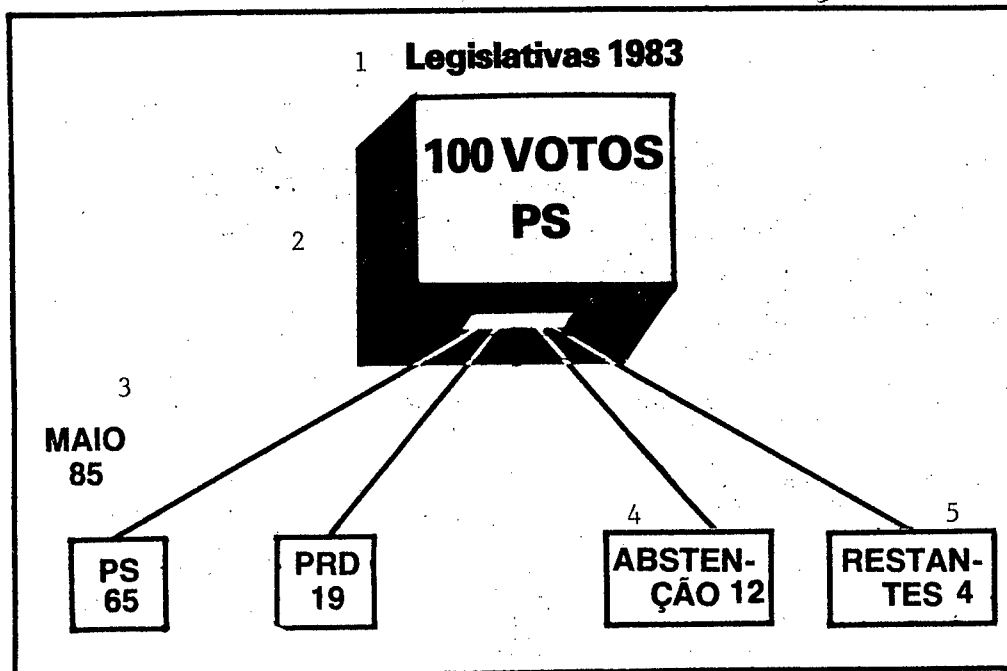 1 Legislativas 1983
100 VOTOS
PS
2
3
MAIO
85
PS
65
PRD
19
4
ABSTEN-
ÇÃO 12
5
RESTAN-
TES 4